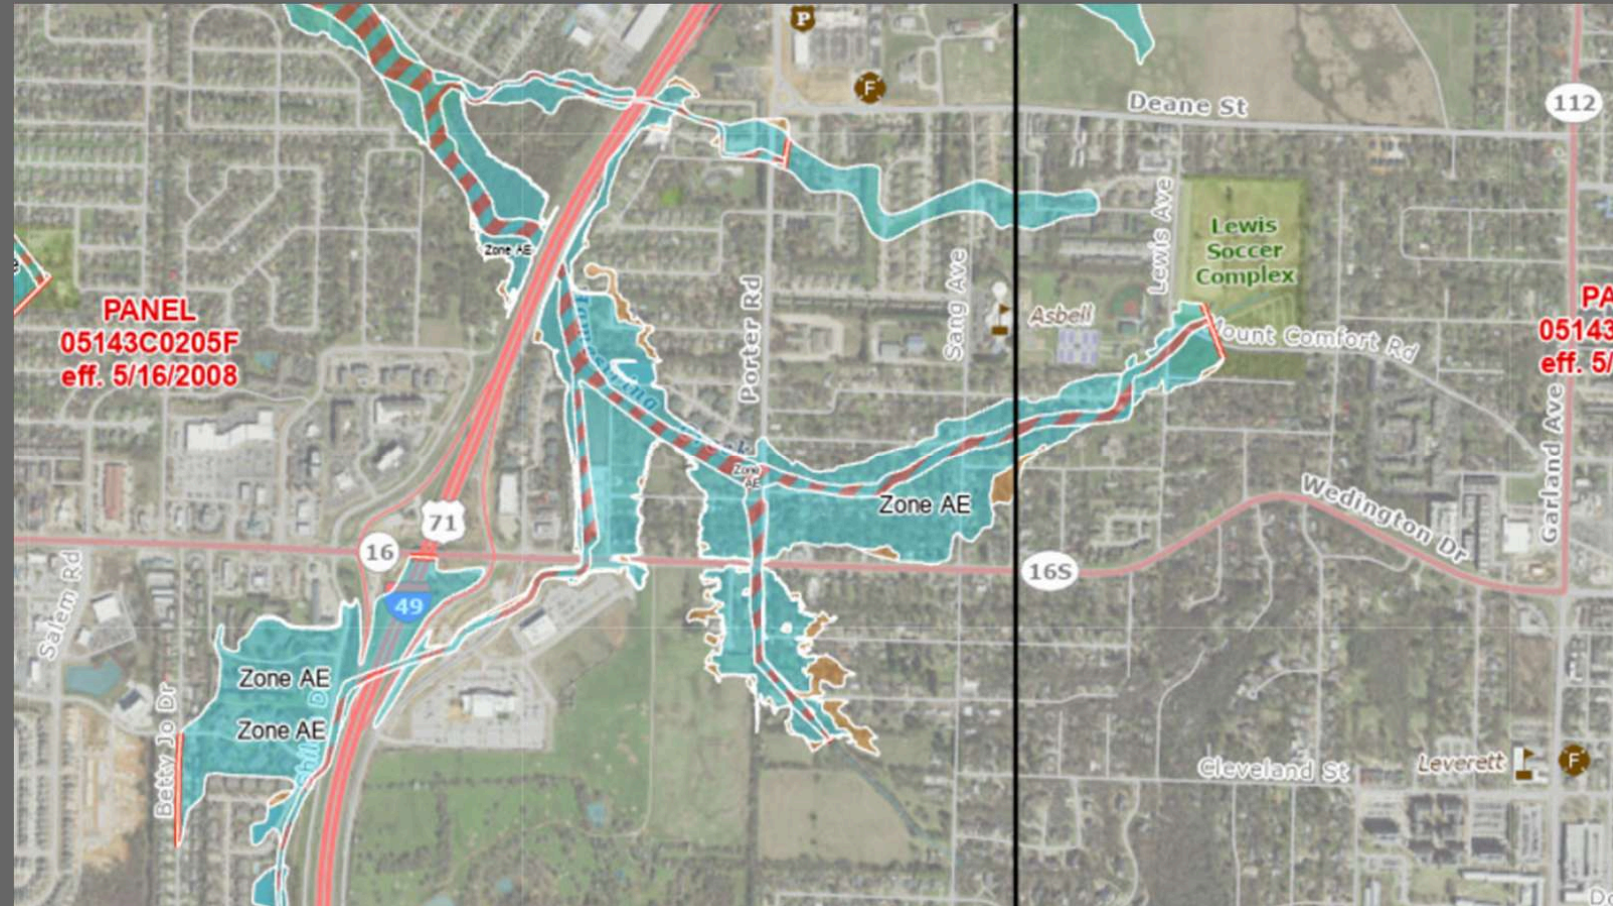 P
F
Deane St
112
Lewis Ave
Lewis
Soccer
Complex
Zone AE
PANEL
05143C0205F
eff. 5/16/2008
PA
05143
eff. 5/
Porter Rd
Sang Ave
Asbell
Mount Comfort Rd
Garland Ave
Zone
AE
Zone AE
Wedington Dr
71
16
16S
49
Salem Rd
Zone AE
Zone AE
Betty Jo Dr
Cleveland St
Leverett
F